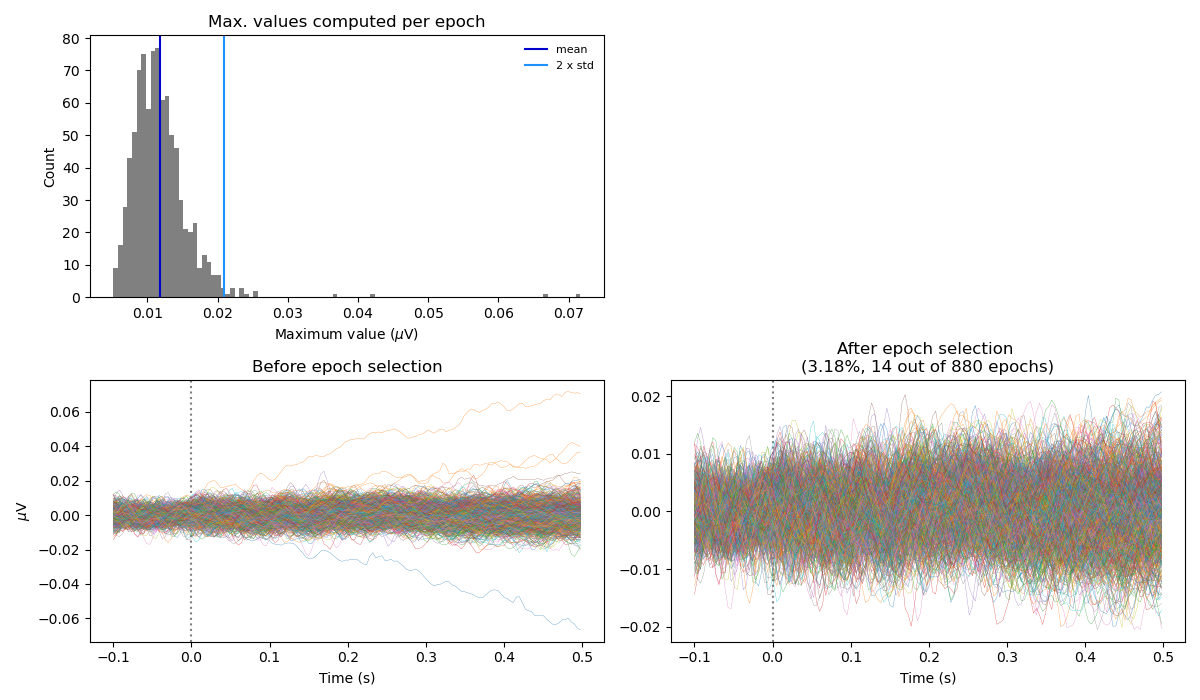 Max. values computed per epoch
80
70
60
50
40
30
20
10
0
Count
mean
2 x std
0.01 0.02 0.03 0.04 0.05 0.06 0.07
Maximum value (μV)
Before epoch selection
0.06
0.04
0.02
0.00
−0.02
−0.04
−0.06
μV
−0.1 0.0 0.1 0.2 0.3 0.4 0.5
Time (s)
After epoch selection
(3.18%, 14 out of 880 epochs)
0.02
0.01
0.00
−0.01
−0.02
−0.1 0.0 0.1 0.2 0.3 0.4 0.5
Time (s)